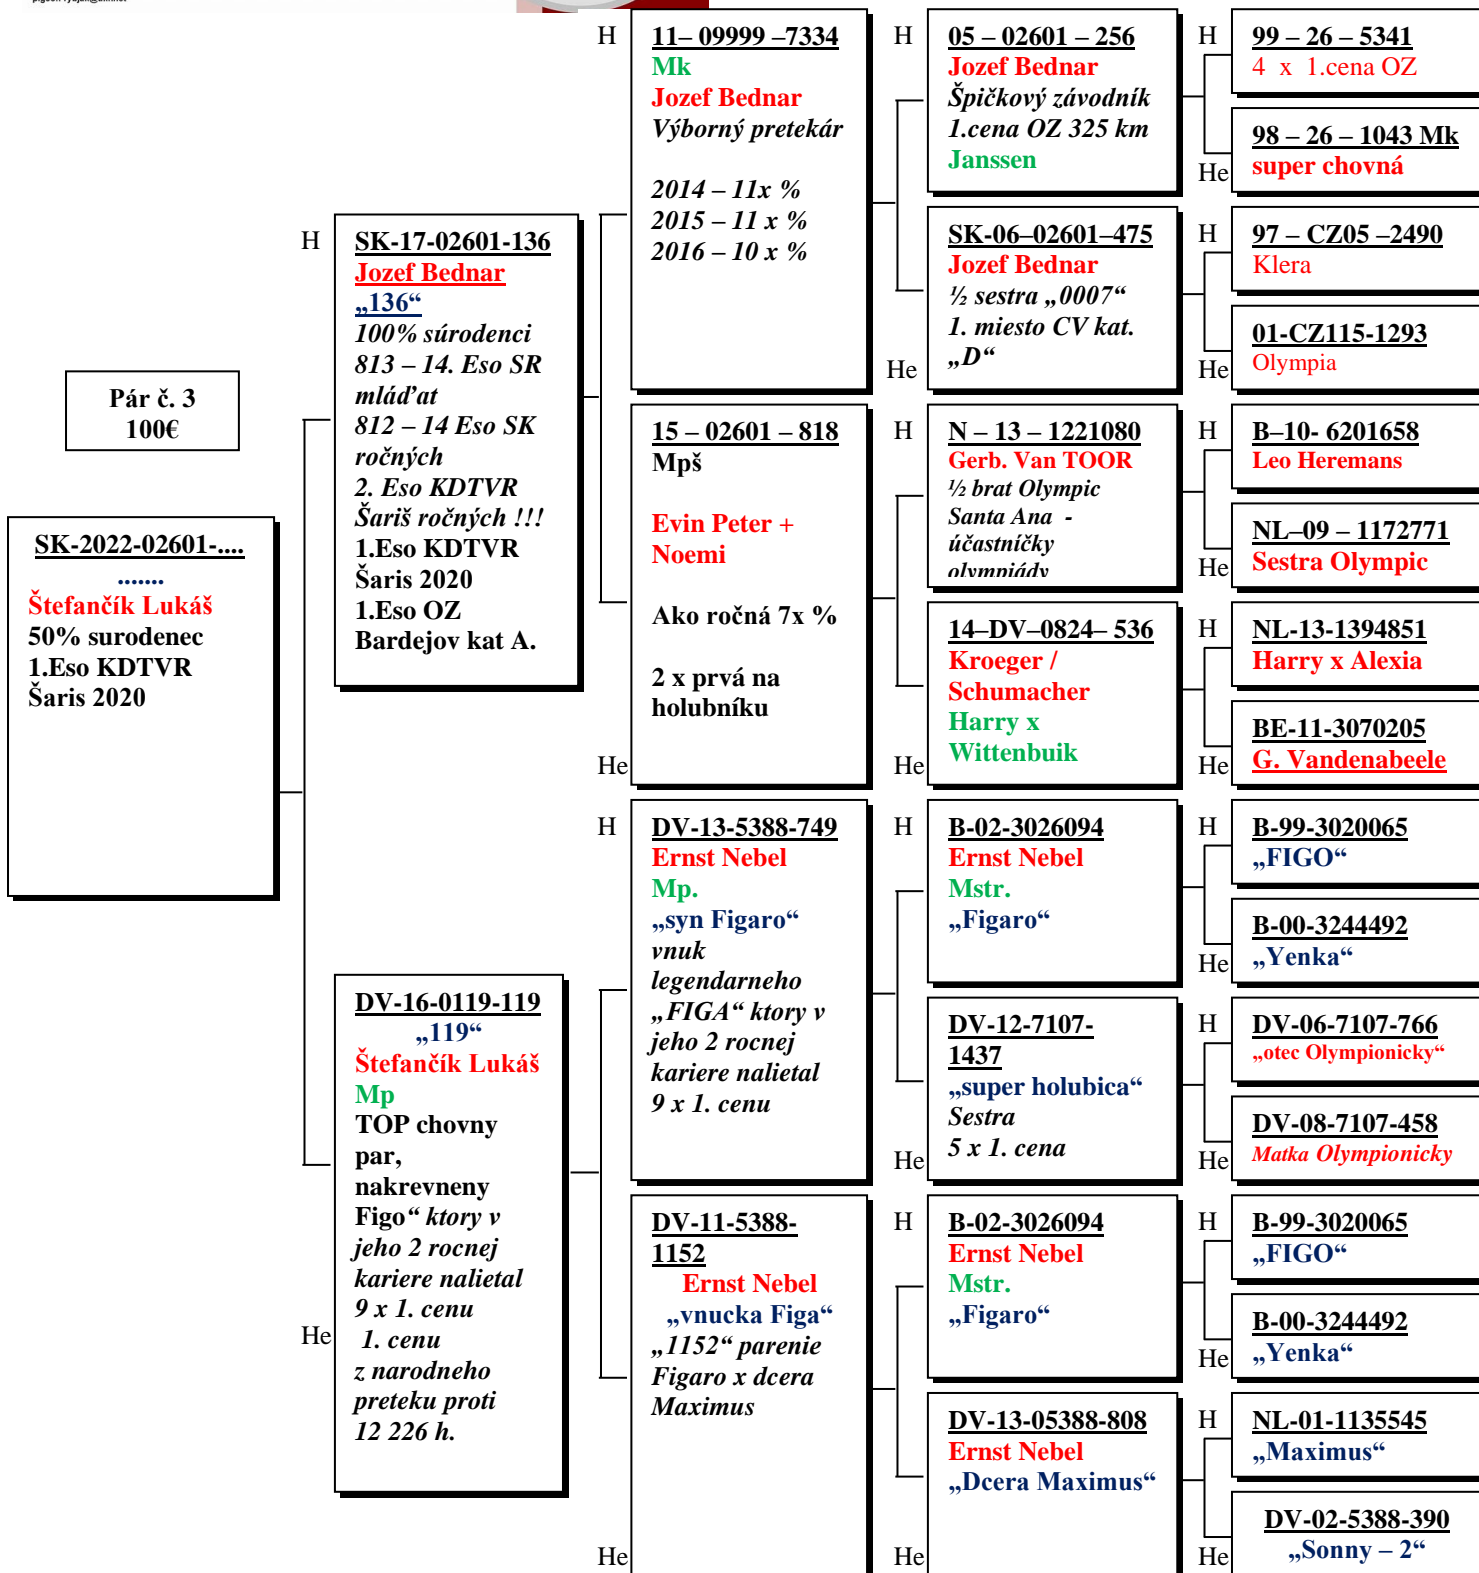 Pár č. 3
100€
SK-2022-02601-....
.......
Štefančík Lukáš
50% surodenec
1.Eso KDTVR
Šaris 2020
H
SK-17-02601-136
Jozef Bednar
„136“
100% súrodenci
813 – 14. Eso SR
mláďat
812 – 14 Eso SK
ročných
2. Eso KDTVR
Šariš ročných !!!
1.Eso KDTVR
Šaris 2020
1.Eso OZ
Bardejov kat A.
He
DV-16-0119-119
„119“
Štefančík Lukáš
Mp
TOP chovny
par,
nakrevneny
Figo“ ktory v
jeho 2 rocnej
kariere nalietal
9 x 1. cenu
1. cenu
z narodneho
preteku proti
12 226 h.
H
11– 09999 –7334
Mk
Jozef Bednar
Výborný pretekár
2014 – 11x %
2015 – 11 x %
2016 – 10 x %
He
15 – 02601 – 818
Mpš
Evin Peter +
Noemi
Ako ročná 7x %
2 x prvá na
holubníku
H
DV-13-5388-749
Ernst Nebel
Mp.
„syn Figaro“
vnuk
legendarneho
„FIGA“ ktory v
jeho 2 rocnej
kariere nalietal
9 x 1. cenu
He
DV-11-5388-
1152
Ernst Nebel
„vnucka Figa“
„1152“ parenie
Figaro x dcera
Maximus
H
05 – 02601 – 256
Jozef Bednar
Špičkový závodník
1.cena OZ 325 km
Janssen
He
SK-06–02601–475
Jozef Bednar
½ sestra „0007“
1. miesto CV kat.
„D“
H
N – 13 – 1221080
Gerb. Van TOOR
½ brat Olympic
Santa Ana -
účastníčky
olympiády
He
14–DV–0824– 536
Kroeger /
Schumacher
Harry x
Wittenbuik
H
B-02-3026094
Ernst Nebel
Mstr.
„Figaro“
He
DV-12-7107-
1437
„super holubica“
Sestra
5 x 1. cena
H
B-02-3026094
Ernst Nebel
Mstr.
„Figaro“
He
DV-13-05388-808
Ernst Nebel
„Dcera Maximus“
H
99 – 26 – 5341
4 x 1.cena OZ
He
98 – 26 – 1043 Mk
super chovná
H
97 – CZ05 –2490
Klera
He
01-CZ115-1293
Olympia
H
B–10- 6201658
Leo Heremans
He
NL–09 – 1172771
Sestra Olympic
H
NL-13-1394851
Harry x Alexia
He
BE-11-3070205
G. Vandenabeele
H
B-99-3020065
„FIGO“
He
B-00-3244492
„Yenka“
H
DV-06-7107-766
„otec Olympionicky“
He
DV-08-7107-458
Matka Olympionicky
H
B-99-3020065
„FIGO“
He
B-00-3244492
„Yenka“
H
NL-01-1135545
„Maximus“
He
DV-02-5388-390
„Sonny – 2“